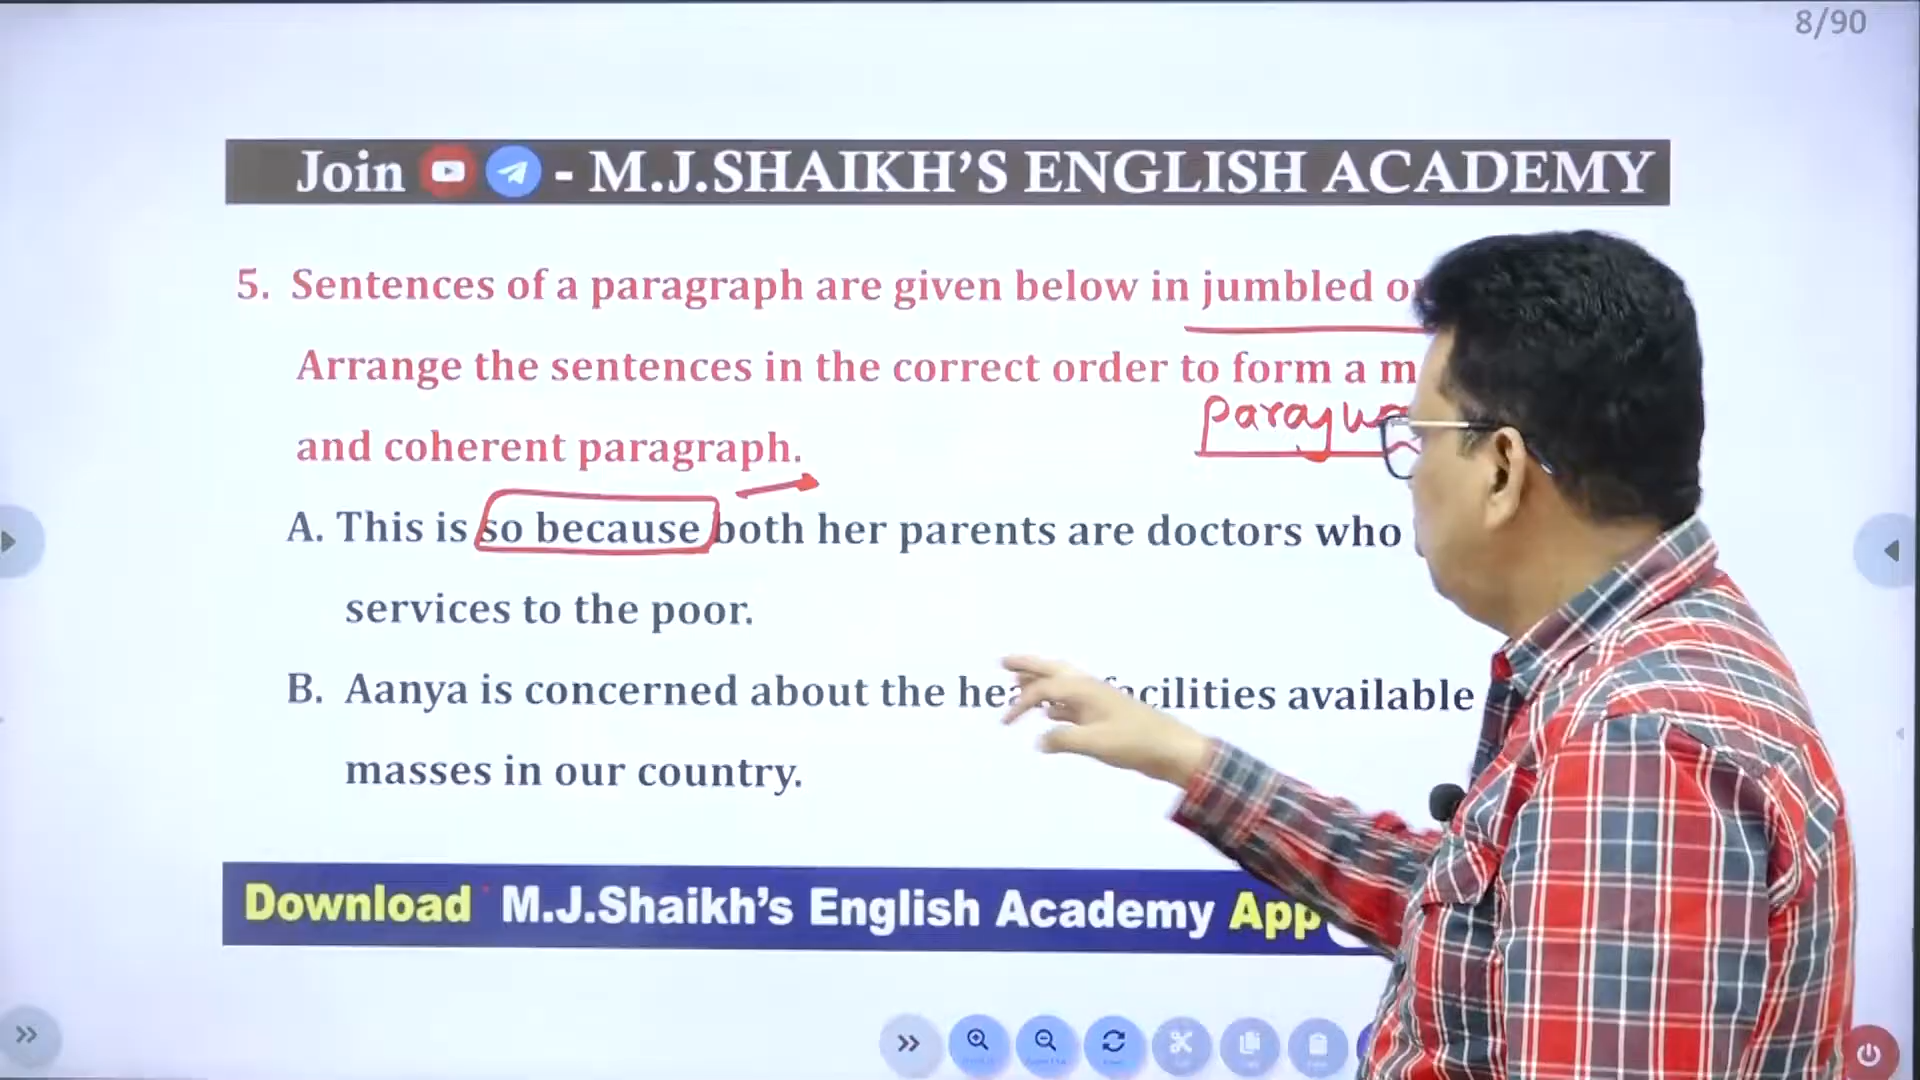 8/90
Join - M.J.SHAIKH'S ENGLISH ACADEMY
5. Sentences of a paragraph are given below in jumbled
Arrange the sentences in the correct order to form a
and coherent paragraph.
A. This is so because both her parents are doctors who
services to the poor.
B. Aanya is concerned about the facilities available
masses in our country.
Download M.J.Shaikh's English Academy App